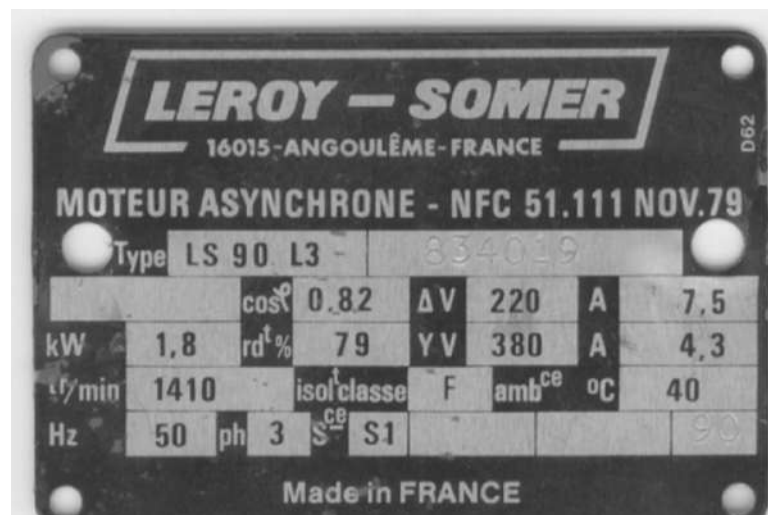 LEROY - SOMER
16015-ANGOULÊME-FRANCE
D62
MOTEUR ASYNCHRONE - NFC 51.111 NOV.79
Type LS 90 L3 - 834019
cosφ 0.82 ΔV 220 A 7,5
kW 1,8 rdᵗ% 79 YV 380 A 4,3
tr/min 1410 isolᵗclasse F ambᶜᵉ ºC 40
Hz 50 ph 3 Sᶜᵉ S1 90
Made in FRANCE